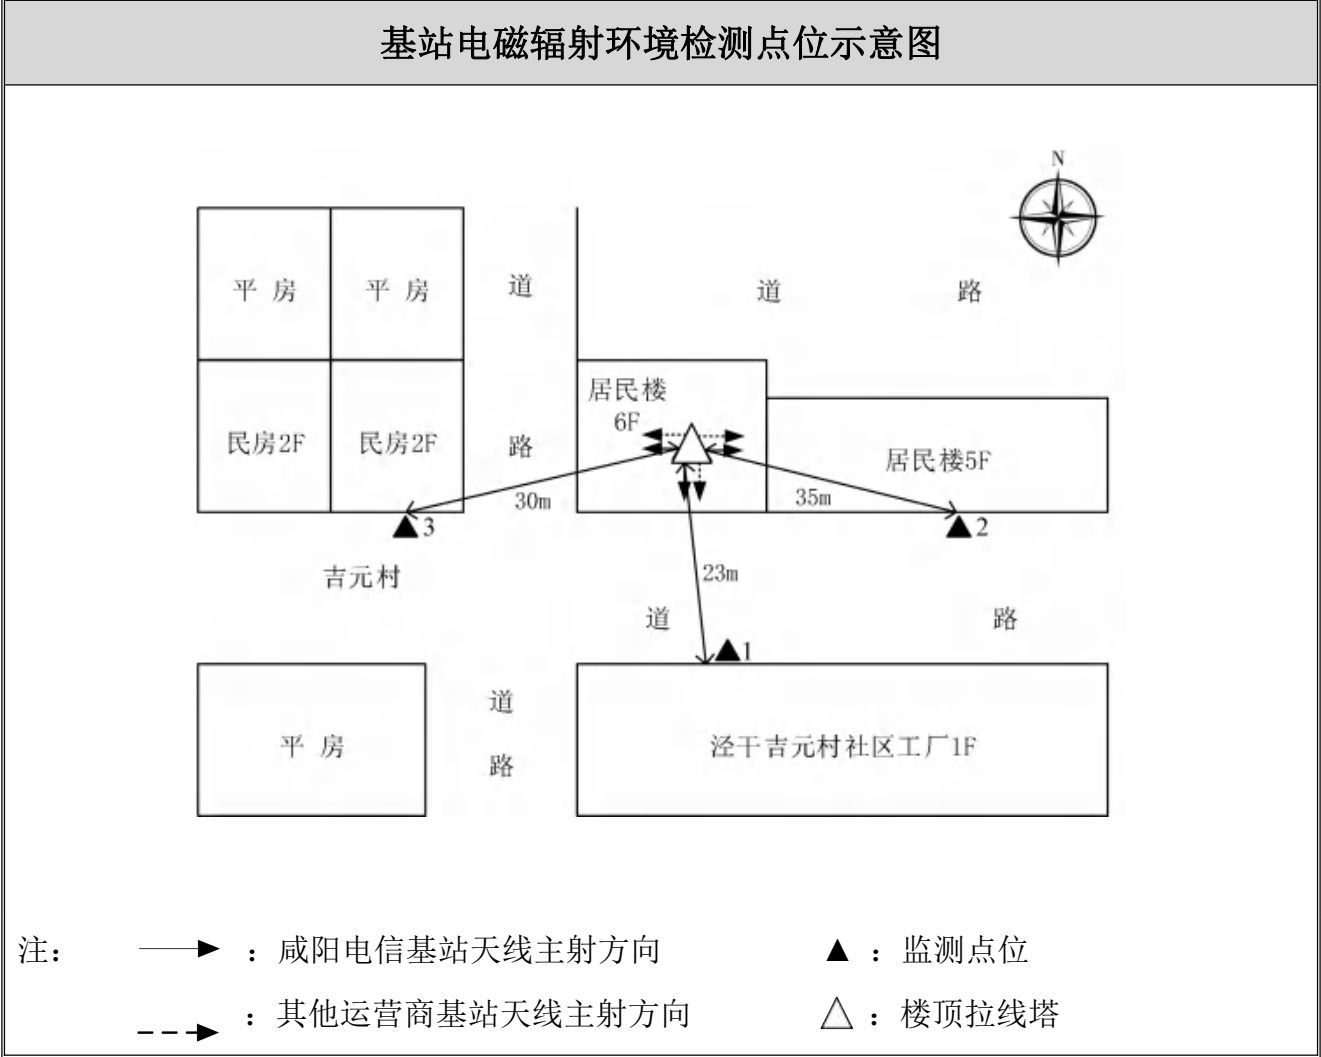 基站电磁辐射环境检测点位示意图
N
平 房
平 房
道
路
道 路
民房2F
民房2F
居民楼
6F
居民楼5F
30m
35m
3
2
吉元村
23m
道 路
1
平 房
道
路
泾干吉元村社区工厂1F
注：
：咸阳电信基站天线主射方向
▲：监测点位
：其他运营商基站天线主射方向
△：楼顶拉线塔